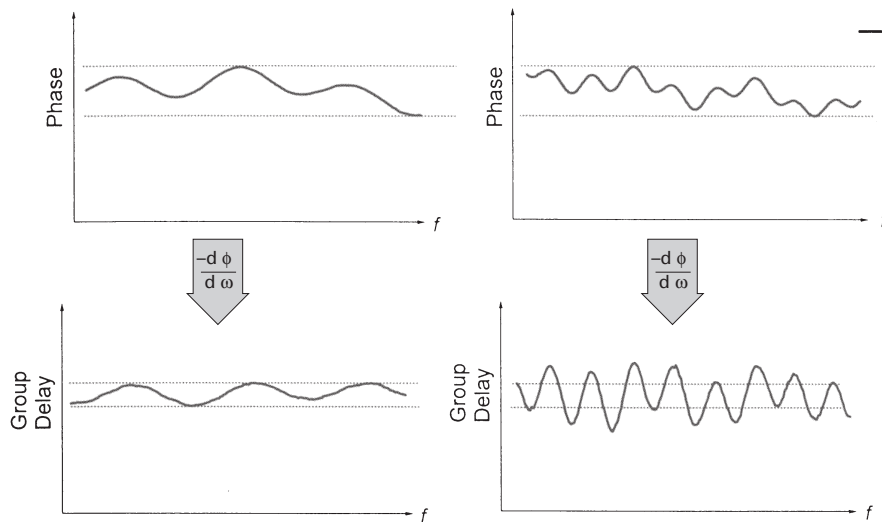 Phase
f
Phase
f
–d ϕ
d ω
–d ϕ
d ω
Group
Delay
f
Group
Delay
f